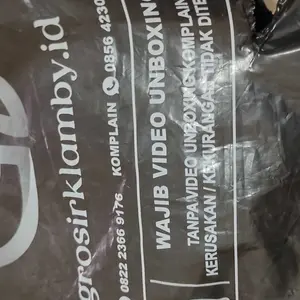 grosirklamby.id
0822 2366 9176 KOMPLAIN 0856 4230
WAJIB VIDEO UNBOXING
TANPA VIDEO UNBOXING KOMPLAIN
KERUSAKAN / KEKURANGAN TIDAK DITE